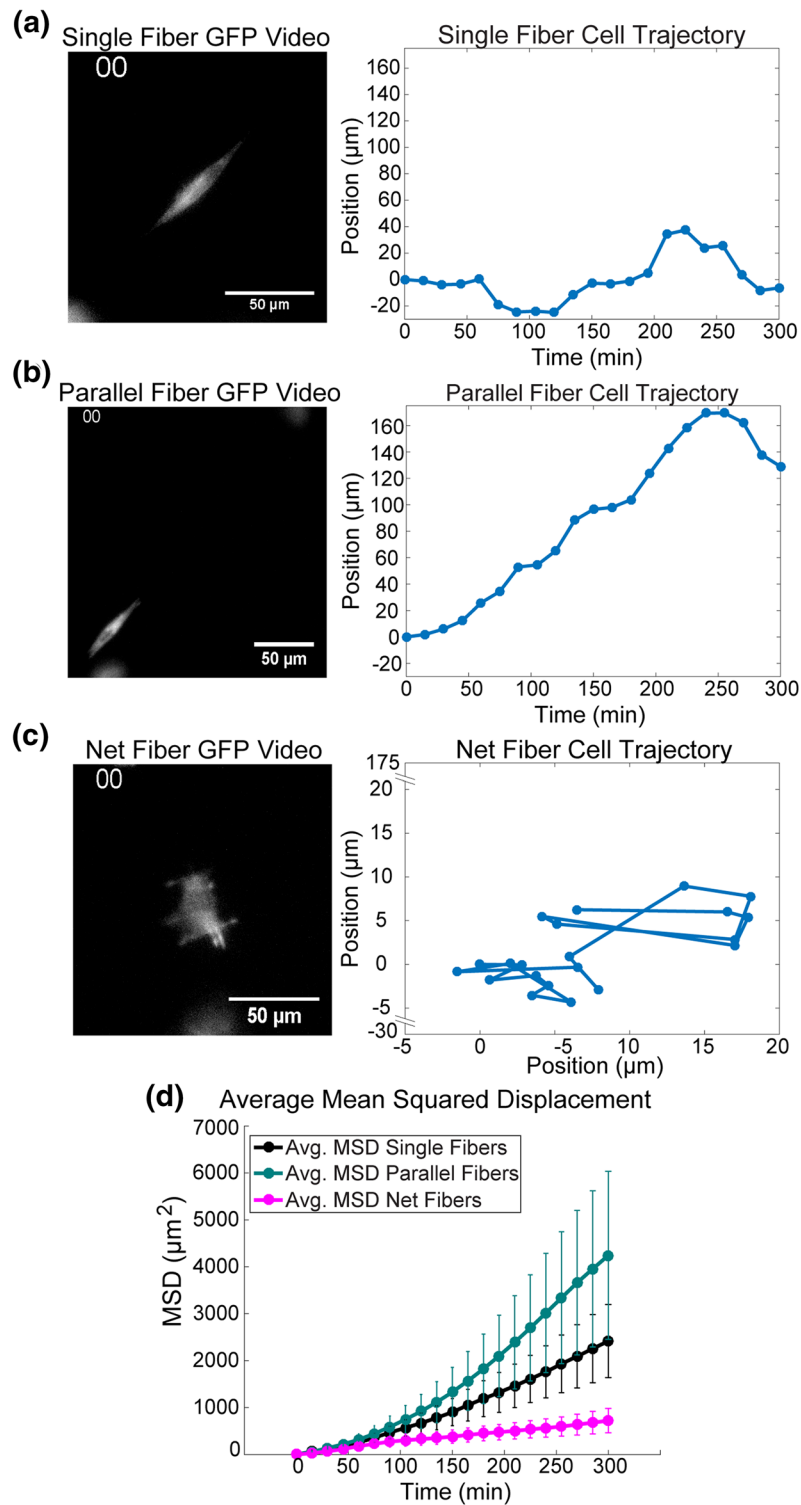 (a)
Single Fiber GFP Video
00
50 µm
Single Fiber Cell Trajectory
160
140
120
100
80
60
40
20
0
-20
Position (µm)
0 50 100 150 200 250 300
Time (min)
(b)
Parallel Fiber GFP Video
00
50 µm
Parallel Fiber Cell Trajectory
160
140
120
100
80
60
40
20
0
-20
Position (µm)
0 50 100 150 200 250 300
Time (min)
(c)
Net Fiber GFP Video
00
50 µm
Net Fiber Cell Trajectory
175
20
15
10
5
0
-5
-30
Position (µm)
-5 0 -5 10 15 20
Position (µm)
(d)
Average Mean Squared Displacement
7000
6000
5000
4000
3000
2000
1000
0
MSD (µm²)
Avg. MSD Single Fibers
Avg. MSD Parallel Fibers
Avg. MSD Net Fibers
0 50 100 150 200 250 300
Time (min)